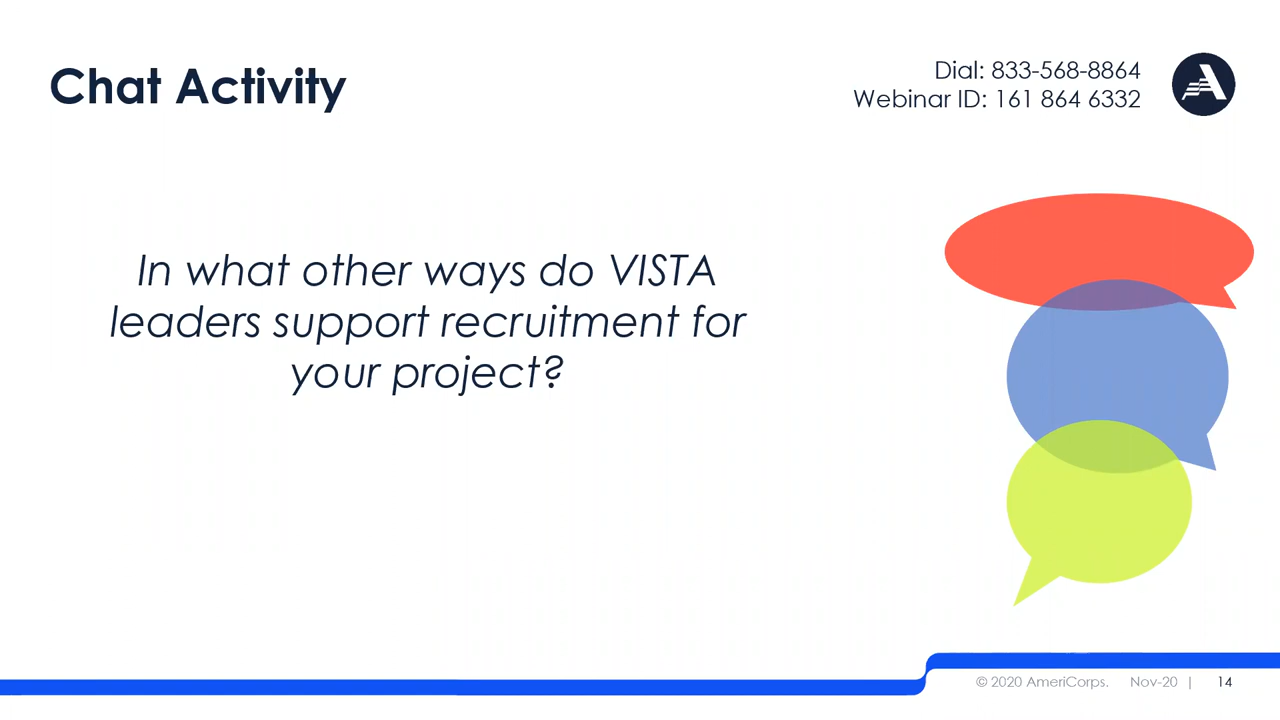 Chat Activity
Dial: 833-568-8864
Webinar ID: 161 864 6332
In what other ways do VISTA
leaders support recruitment for
your project?
© 2020 AmeriCorps. Nov-20 | 14